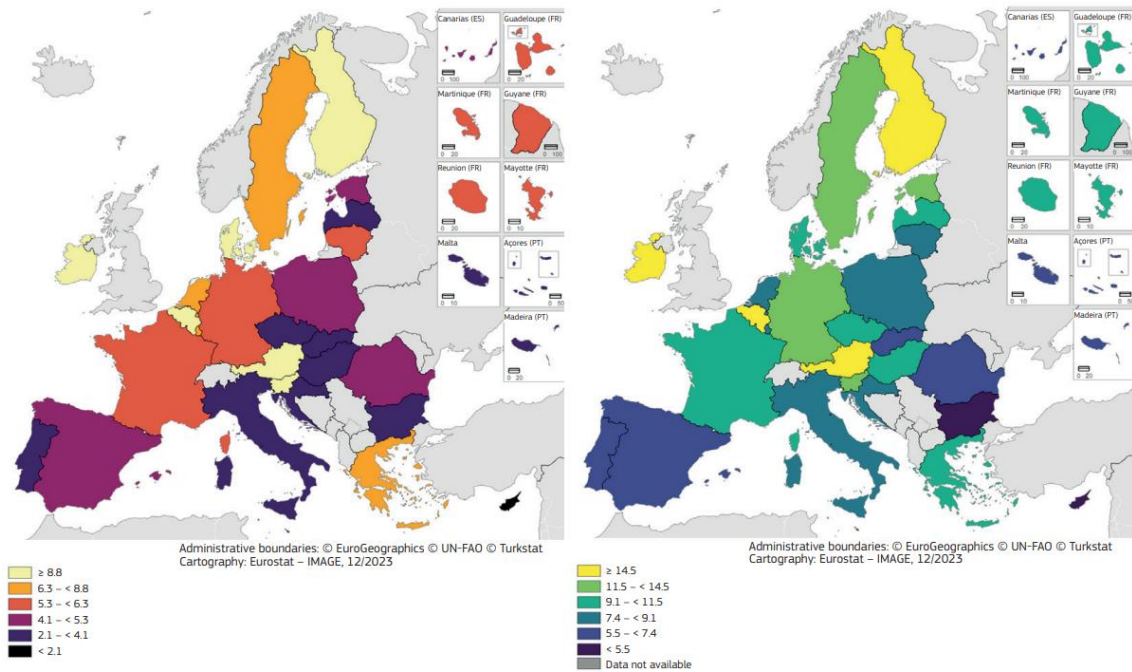 Canarias (ES)
0 100
Guadeloupe (FR)
0 20
Martinique (FR)
0 20
Guyane (FR)
0 100
Reunion (FR)
0 20
Mayotte (FR)
0 20
Malta
0 10
Açores (PT)
0 50
Madeira (PT)
0 20
Administrative boundaries: © EuroGeographics © UN-FAO © Turkstat
Cartography: Eurostat – IMAGE, 12/2023
≥ 8.8
6.3 – < 8.8
5.3 – < 6.3
4.1 – < 5.3
2.1 – < 4.1
< 2.1
Canarias (ES)
0 100
Guadeloupe (FR)
0 20
Martinique (FR)
0 20
Guyane (FR)
0 100
Reunion (FR)
0 20
Mayotte (FR)
0 20
Malta
0 10
Açores (PT)
0 50
Madeira (PT)
0 20
Administrative boundaries: © EuroGeographics © UN-FAO © Turkstat
Cartography: Eurostat – IMAGE, 12/2023
≥ 14.5
11.5 – < 14.5
9.1 – < 11.5
7.4 – < 9.1
5.5 – < 7.4
< 5.5
Data not available